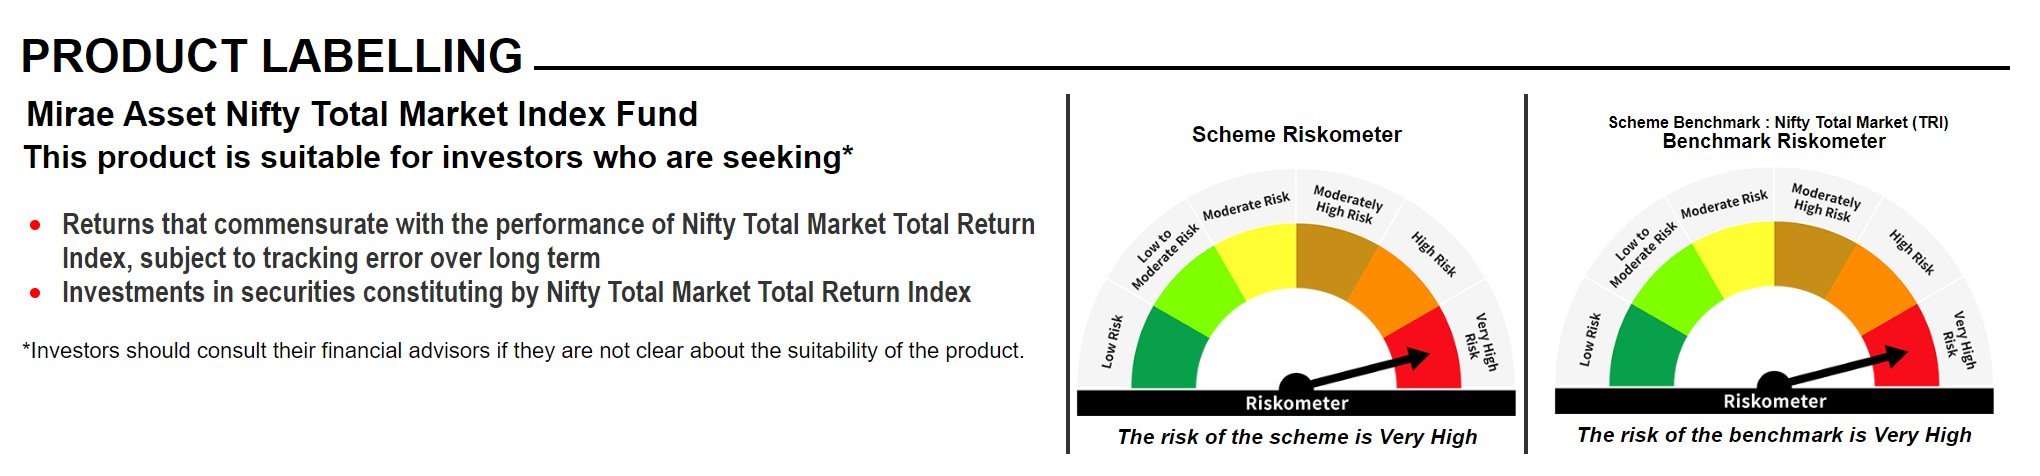 PRODUCT LABELLING
Mirae Asset Nifty Total Market Index Fund
This product is suitable for investors who are seeking*
Returns that commensurate with the performance of Nifty Total Market Total Return
Index, subject to tracking error over long term
Investments in securities constituting by Nifty Total Market Total Return Index
*Investors should consult their financial advisors if they are not clear about the suitability of the product.
Scheme Riskometer
Low Risk
Low to
Moderate Risk
Moderate Risk
Moderately
High Risk
High Risk
Very High
Risk
Riskometer
The risk of the scheme is Very High
Scheme Benchmark : Nifty Total Market (TRI)
Benchmark Riskometer
Low Risk
Low to
Moderate Risk
Moderate Risk
Moderately
High Risk
High Risk
Very High
Risk
Riskometer
The risk of the benchmark is Very High